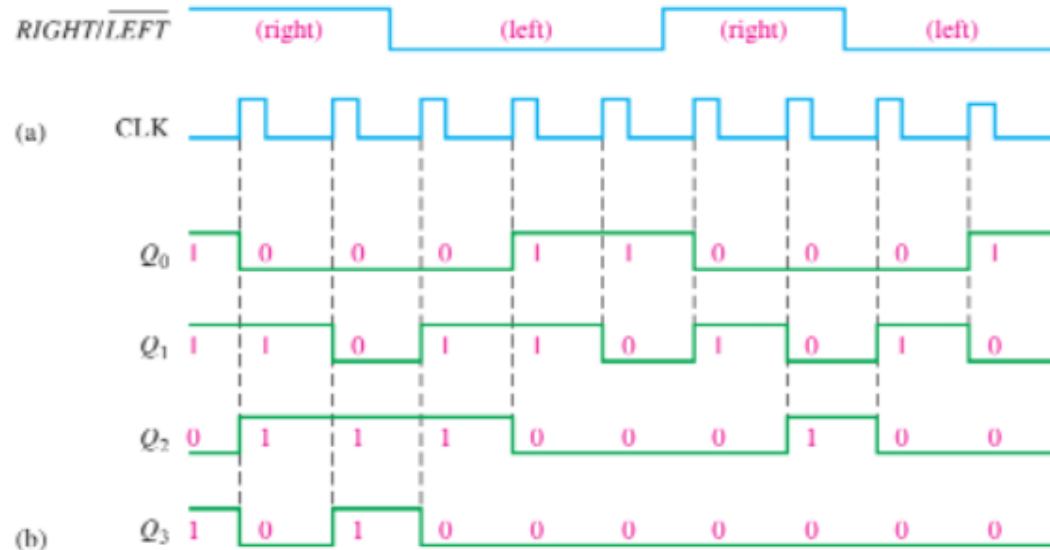 RIGHT/LEFT (right) (left) (right) (left)
(a) CLK
Q0 1 0 0 0 1 1 0 0 0 1
Q1 1 1 0 1 1 0 1 0 1 0
Q2 0 1 1 1 0 0 0 1 0 0
(b) Q3 1 0 1 0 0 0 0 0 0 0